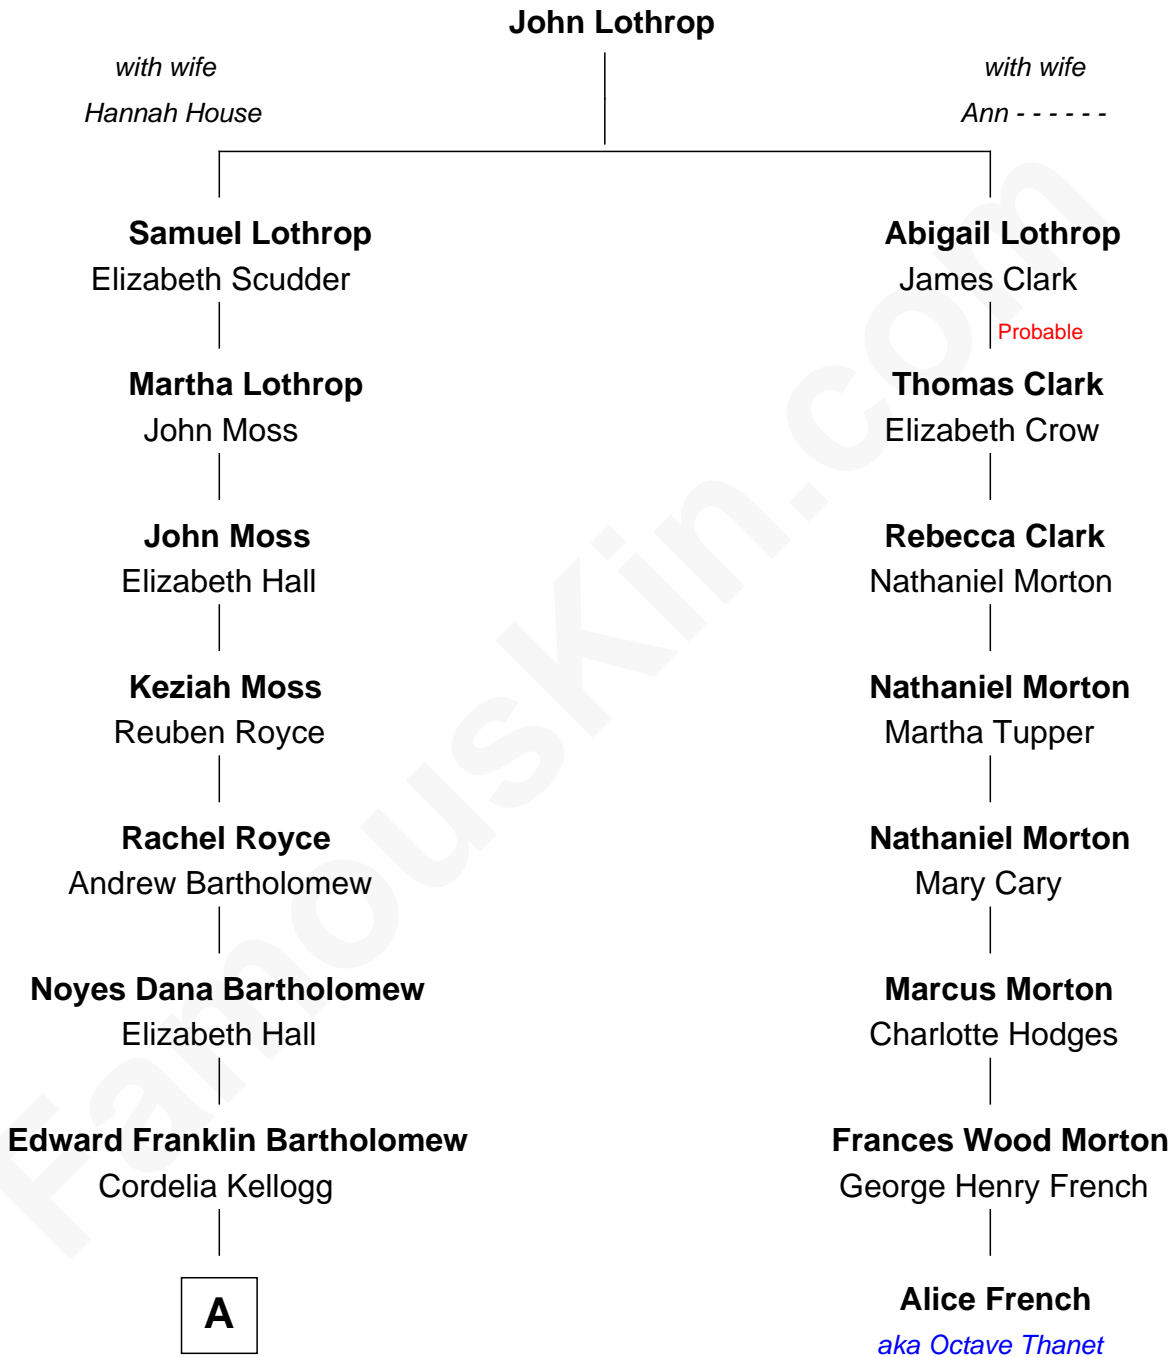 John Lothrop
with wife
Hannah House
with wife
Ann - - - - - -
Samuel Lothrop
Elizabeth Scudder
Abigail Lothrop
James Clark
Probable
Martha Lothrop
John Moss
Thomas Clark
Elizabeth Crow
John Moss
Elizabeth Hall
Rebecca Clark
Nathaniel Morton
Keziah Moss
Reuben Royce
Nathaniel Morton
Martha Tupper
Rachel Royce
Andrew Bartholomew
Nathaniel Morton
Mary Cary
Noyes Dana Bartholomew
Elizabeth Hall
Marcus Morton
Charlotte Hodges
Edward Franklin Bartholomew
Cordelia Kellogg
Frances Wood Morton
George Henry French
A
Alice French
aka Octave Thanet
FamousKin.com